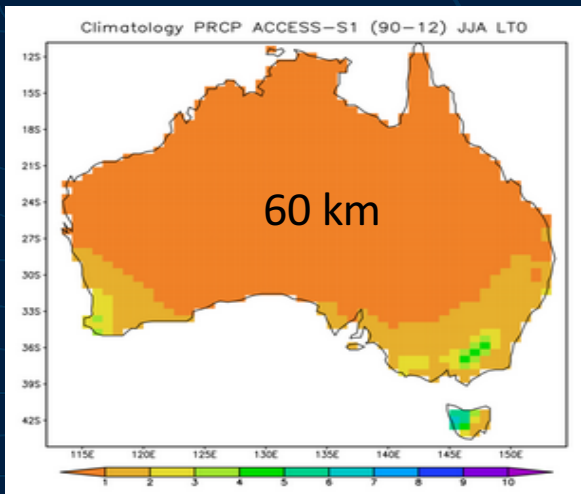 Climatology PRCP ACCESS-S1 (90-12) JJA LT0
12S
15S
18S
21S
24S
60 km
27S
30S
33S
36S
39S
42S
115E 120E 125E 130E 135E 140E 145E 150E
1 2 3 4 5 6 7 8 9 10